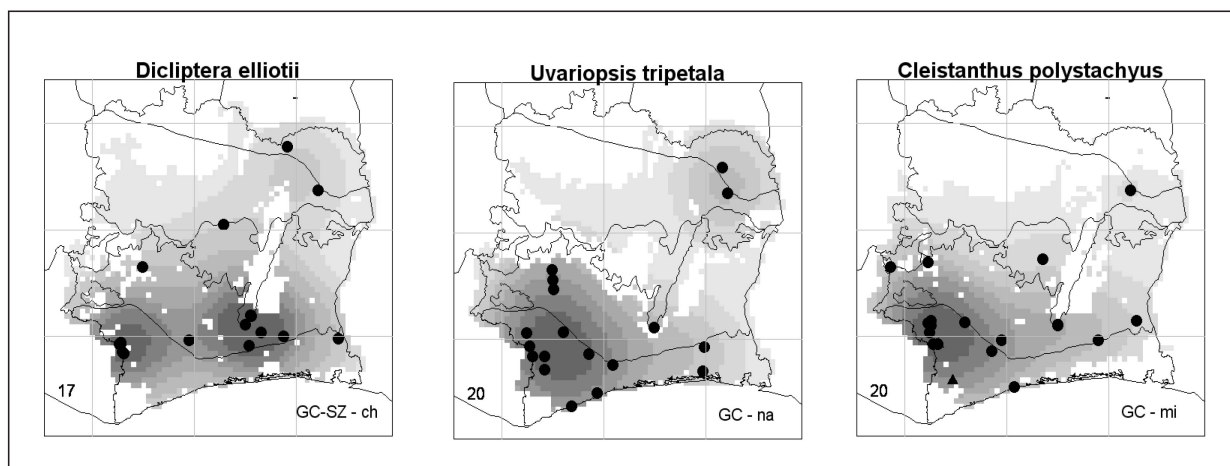 Dicliptera elliotii
17
GC-SZ - ch
Uvariopsis tripetala
20
GC - na
Cleistanthus polystachyus
20
GC - mi